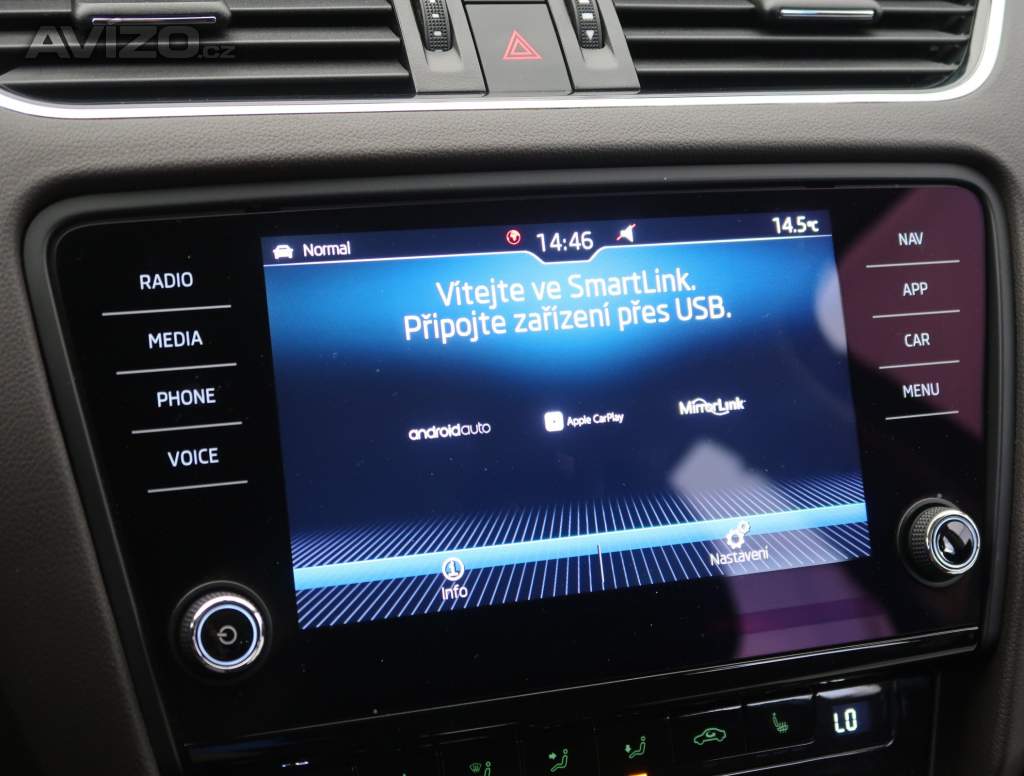 AVIZO.cz
Normal
14:46
14.5°C
Vítejte ve SmartLink.
Připojte zařízení přes USB.
androidauto
Apple CarPlay
MirrorLink
Info
Nastavení
RADIO
MEDIA
PHONE
VOICE
NAV
APP
CAR
MENU
LO